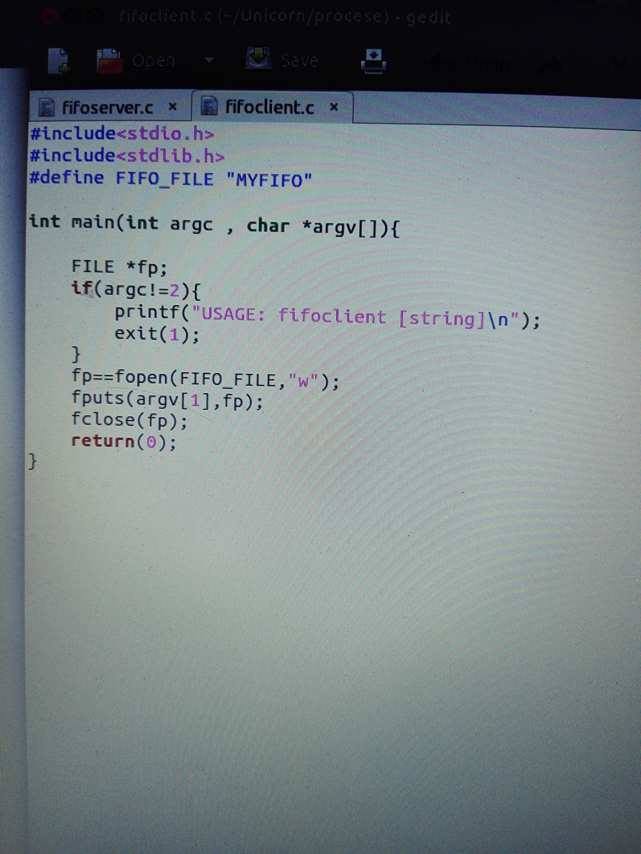 fifoclient.c (~/Unicorn/procese) - gedit
Open Save
fifoserver.c × fifoclient.c ×
#include<stdio.h>
#include<stdlib.h>
#define FIFO_FILE "MYFIFO"
int main(int argc , char *argv[]){
FILE *fp;
if(argc!=2){
printf("USAGE: fifoclient [string]\n");
exit(1);
}
fp==fopen(FIFO_FILE,"w");
fputs(argv[1],fp);
fclose(fp);
return(0);
}